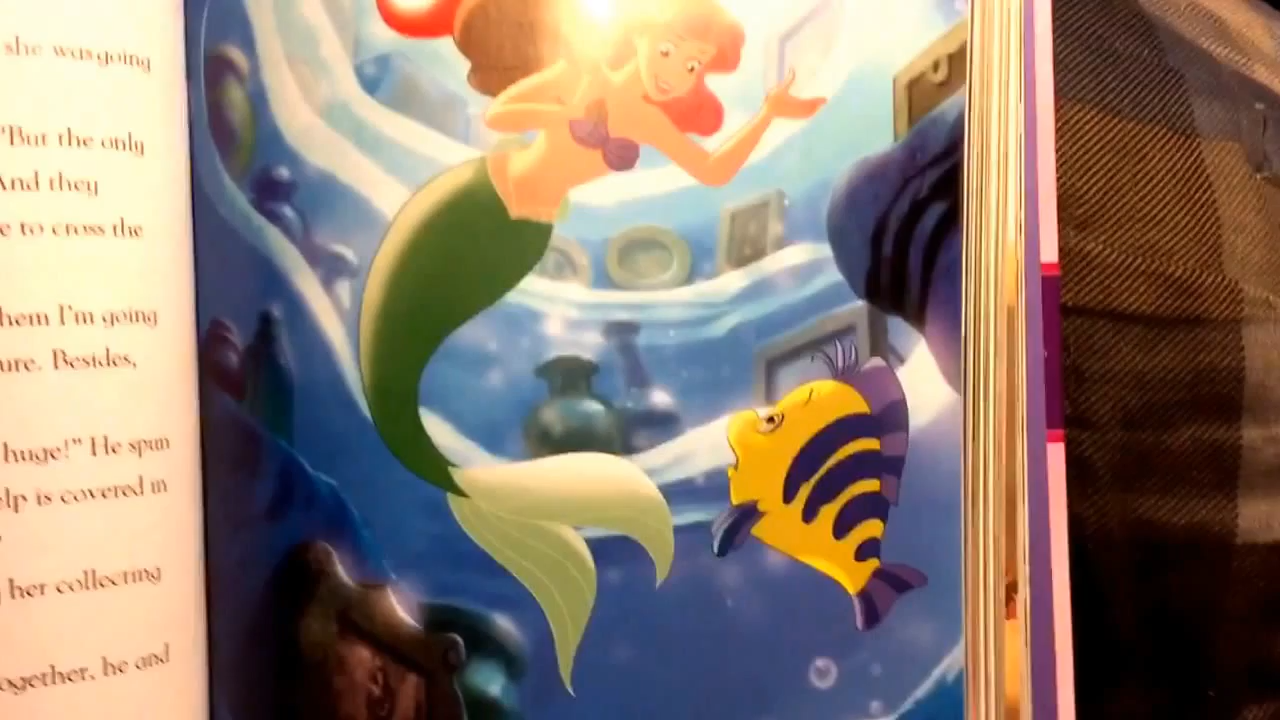 she was going
"But the only
And they
e to cross the
hem I'm going
ure. Besides,
huge!" He spun
elp is covered in
her collecting
ogether, he and